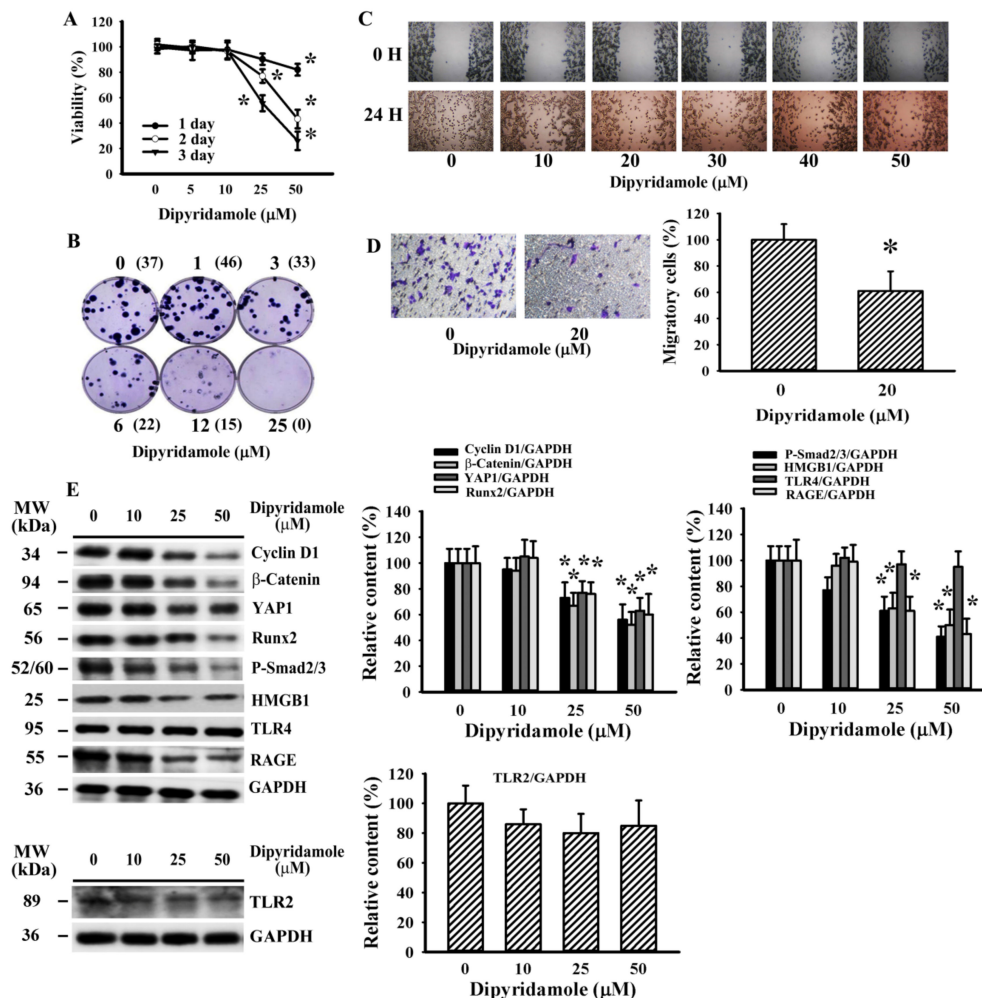 A
Viability (%)
120
100
80
60
40
20
0
1 day
2 day
3 day
*
*
*
*
*
0 5 10 25 50
Dipyridamole (μM)
B
0 (37) 1 (46) 3 (33)
6 (22) 12 (15) 25 (0)
Dipyridamole (μM)
C
0 H
24 H
0 10 20 30 40 50
Dipyridamole (μM)
D
0 20
Dipyridamole (μM)
Migratory cells (%)
120
100
80
60
40
20
0
*
0 20
Dipyridamole (μM)
E
MW
(kDa)
0 10 25 50
Dipyridamole
(μM)
34 – Cyclin D1
94 – β-Catenin
65 – YAP1
56 – Runx2
52/60 – P-Smad2/3
25 – HMGB1
95 – TLR4
55 – RAGE
36 – GAPDH
MW
(kDa)
0 10 25 50
Dipyridamole
(μM)
89 – TLR2
36 – GAPDH
Cyclin D1/GAPDH
β-Catenin/GAPDH
YAP1/GAPDH
Runx2/GAPDH
Relative content (%)
140
120
100
80
60
40
20
0
* * * *
* * * *
0 10 25 50
Dipyridamole (μM)
P-Smad2/3/GAPDH
HMGB1/GAPDH
TLR4/GAPDH
RAGE/GAPDH
Relative content (%)
140
120
100
80
60
40
20
0
* * *
* * *
0 10 25 50
Dipyridamole (μM)
TLR2/GAPDH
Relative content (%)
120
100
80
60
40
20
0
0 10 25 50
Dipyridamole (μM)